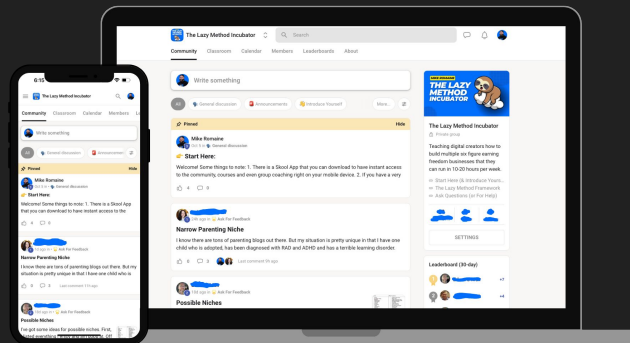 The Lazy Method Incubator
Search
Community Classroom Calendar Members Leaderboards About
Write something
All General discussion Announcements Introduce Yourself More...
Pinned Hide
Mike Romaine
General discussion
Start Here:
Welcome! Some things to note: 1. There is a Skool App that you can download to have instant access
to the community, courses and even group coaching right on your mobile device. 2. If you have a very
4 0
Ask For Feedback
Narrow Parenting Niche
I know there are tons of parenting blogs out there. But my situation is pretty unique in that I have one
child who is adopted, has been diagnosed with RAD and ADHD and has a terrible learning disorder
Ask For Feedback
Possible Niches
THE LAZY
METHOD
INCUBATOR
The Lazy Method Incubator
Private group
Teaching digital creators how to
build multiple six figure earning
freedom businesses that they
can run in 10-20 hours per week.
Start Here (& Introduce Yours...
The Lazy Method Framework
Ask Questions (or For Help)
SETTINGS
Leaderboard (30-day)
+7
+4
6:15
The Lazy Method Incubator
Community Classroom Calendar Members
Write something
All General discussion Announcements
Pinned Hide
Mike Romaine
General discussion
Start Here:
Welcome! Some things to note: 1. There is a Skool App
that you can download to have instant access to the
Ask For Feedback
Narrow Parenting Niche
I know there are tons of parenting blogs out there. But my
situation is pretty unique in that I have one child who is
Ask For Feedback
Possible Niches
I've got some ideas for possible niches. First,